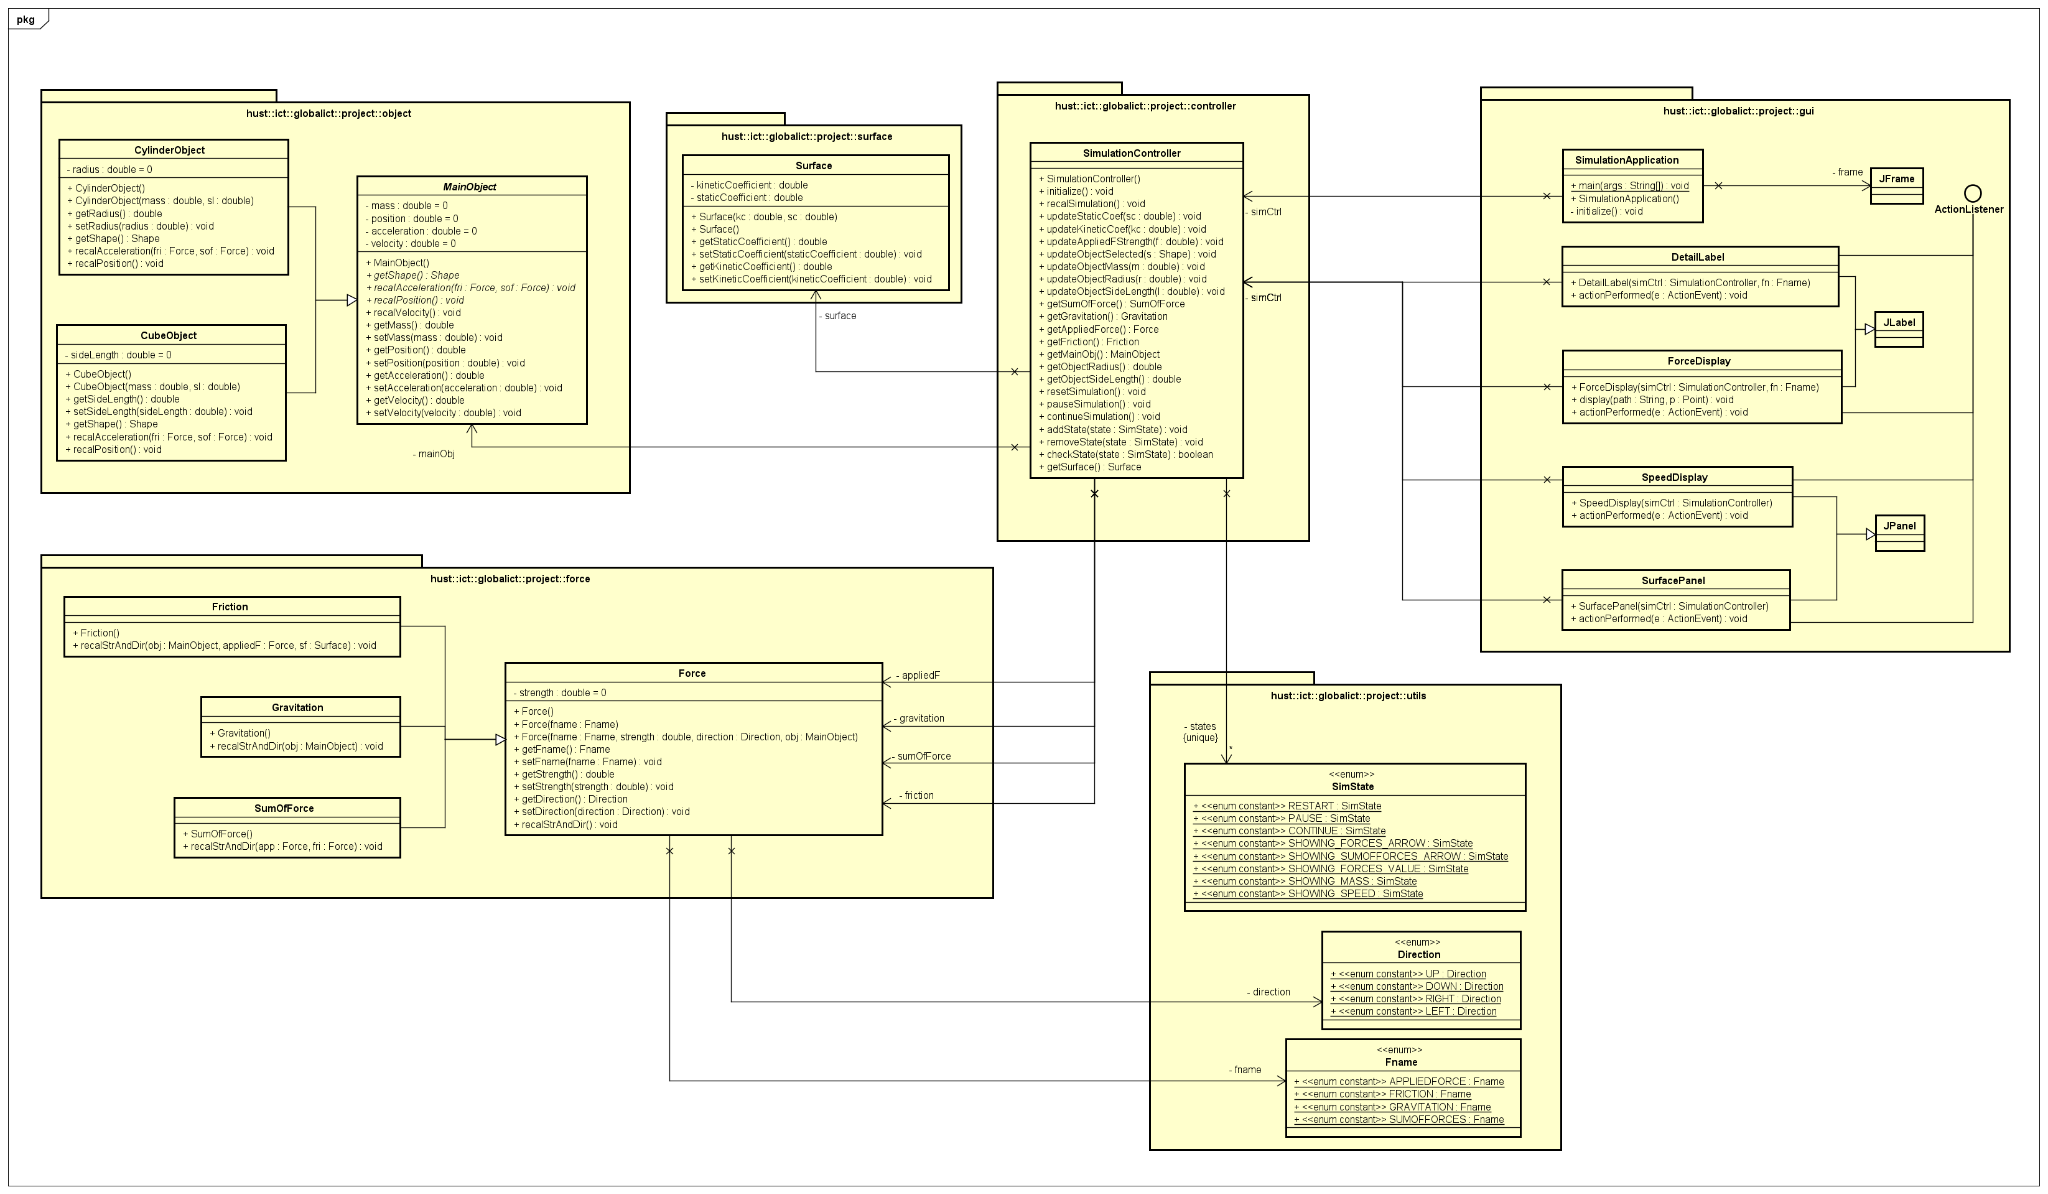 pkg
hust::ict::globalict::project::object
CylinderObject
- radius : double = 0
+ CylinderObject()
+ CylinderObject(mass : double, sl : double)
+ getRadius() : double
+ setRadius(radius : double) : void
+ getShape() : Shape
+ recalAcceleration(fri : Force, sof : Force) : void
+ recalPosition() : void
CubeObject
- sideLength : double = 0
+ CubeObject()
+ CubeObject(mass : double, sl : double)
+ getSideLength() : double
+ setSideLength(sideLength : double) : void
+ getShape() : Shape
+ recalAcceleration(fri : Force, sof : Force) : void
+ recalPosition() : void
MainObject
- mass : double = 0
- position : double = 0
- acceleration : double = 0
- velocity : double = 0
+ MainObject()
+ getShape() : Shape
+ recalAcceleration(fri : Force, sof : Force) : void
+ recalPosition() : void
+ recalVelocity() : void
+ getMass() : double
+ setMass(mass : double) : void
+ getPosition() : double
+ setPosition(position : double) : void
+ getAcceleration() : double
+ setAcceleration(acceleration : double) : void
+ getVelocity() : double
+ setVelocity(velocity : double) : void
- mainObj
hust::ict::globalict::project::surface
Surface
- kineticCoefficient : double
- staticCoefficient : double
+ Surface(kc : double, sc : double)
+ Surface()
+ getStaticCoefficient() : double
+ setStaticCoefficient(staticCoefficient : double) : void
+ getKineticCoefficient() : double
+ setKineticCoefficient(kineticCoefficient : double) : void
- surface
hust::ict::globalict::project::controller
SimulationController
+ SimulationController()
+ initialize() : void
+ recalSimulation() : void
+ updateStaticCoef(sc : double) : void
+ updateKineticCoef(kc : double) : void
+ updateAppliedFStrength(f : double) : void
+ updateObjectSelected(s : Shape) : void
+ updateObjectMass(m : double) : void
+ updateObjectRadius(r : double) : void
+ updateObjectSideLength(l : double) : void
+ getSumOfForce() : SumOfForce
+ getGravitation() : Gravitation
+ getAppliedForce() : Force
+ getFriction() : Friction
+ getMainObj() : MainObject
+ getObjectRadius() : double
+ getObjectSideLength() : double
+ resetSimulation() : void
+ pauseSimulation() : void
+ continueSimulation() : void
+ addState(state : SimState) : void
+ removeState(state : SimState) : void
+ checkState(state : SimState) : boolean
+ getSurface() : Surface
- simCtrl
- simCtrl
hust::ict::globalict::project::gui
SimulationApplication
+ main(args : String[]) : void
+ SimulationApplication()
- initialize() : void
- frame
JFrame
ActionListener
DetailLabel
+ DetailLabel(simCtrl : SimulationController, fn : Fname)
+ actionPerformed(e : ActionEvent) : void
JLabel
ForceDisplay
+ ForceDisplay(simCtrl : SimulationController, fn : Fname)
+ display(path : String, p : Point) : void
+ actionPerformed(e : ActionEvent) : void
SpeedDisplay
+ SpeedDisplay(simCtrl : SimulationController)
+ actionPerformed(e : ActionEvent) : void
JPanel
SurfacePanel
+ SurfacePanel(simCtrl : SimulationController)
+ actionPerformed(e : ActionEvent) : void
hust::ict::globalict::project::force
Friction
+ Friction()
+ recalStrAndDir(obj : MainObject, appliedF : Force, sf : Surface) : void
Gravitation
+ Gravitation()
+ recalStrAndDir(obj : MainObject) : void
SumOfForce
+ SumOfForce()
+ recalStrAndDir(app : Force, fri : Force) : void
Force
- strength : double = 0
+ Force()
+ Force(fname : Fname)
+ Force(fname : Fname, strength : double, direction : Direction, obj : MainObject)
+ getFname() : Fname
+ setFname(fname : Fname) : void
+ getStrength() : double
+ setStrength(strength : double) : void
+ getDirection() : Direction
+ setDirection(direction : Direction) : void
+ recalStrAndDir() : void
- appliedF
- gravitation
- sumOfForce
- friction
hust::ict::globalict::project::utils
- states
{unique}
*
<<enum>>
SimState
+ <<enum constant>> RESTART : SimState
+ <<enum constant>> PAUSE : SimState
+ <<enum constant>> CONTINUE : SimState
+ <<enum constant>> SHOWING_FORCES_ARROW : SimState
+ <<enum constant>> SHOWING_SUMOFFORCES_ARROW : SimState
+ <<enum constant>> SHOWING_FORCES_VALUE : SimState
+ <<enum constant>> SHOWING_MASS : SimState
+ <<enum constant>> SHOWING_SPEED : SimState
- direction
<<enum>>
Direction
+ <<enum constant>> UP : Direction
+ <<enum constant>> DOWN : Direction
+ <<enum constant>> RIGHT : Direction
+ <<enum constant>> LEFT : Direction
- fname
<<enum>>
Fname
+ <<enum constant>> APPLIEDFORCE : Fname
+ <<enum constant>> FRICTION : Fname
+ <<enum constant>> GRAVITATION : Fname
+ <<enum constant>> SUMOFFORCES : Fname